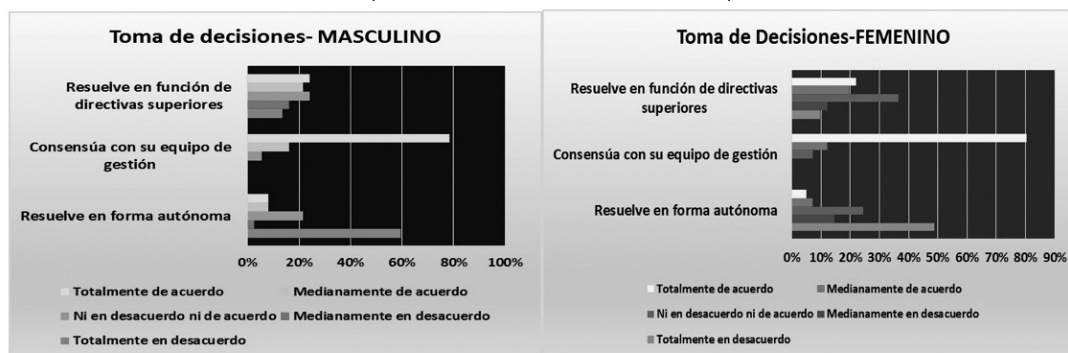 Toma de decisiones- MASCULINO
Resuelve en función de
directivas superiores
Consensúa con su equipo de
gestión
Resuelve en forma autónoma
0% 20% 40% 60% 80% 100%
Totalmente de acuerdo Medianamente de acuerdo
Ni en desacuerdo ni de acuerdo Medianamente en desacuerdo
Totalmente en desacuerdo
Toma de Decisiones-FEMENINO
Resuelve en función de directivas
superiores
Consensúa con su equipo de gestión
Resuelve en forma autónoma
0% 10% 20% 30% 40% 50% 60% 70% 80% 90%
Totalmente de acuerdo Medianamente de acuerdo
Ni en desacuerdo ni de acuerdo Medianamente en desacuerdo
Totalmente en desacuerdo